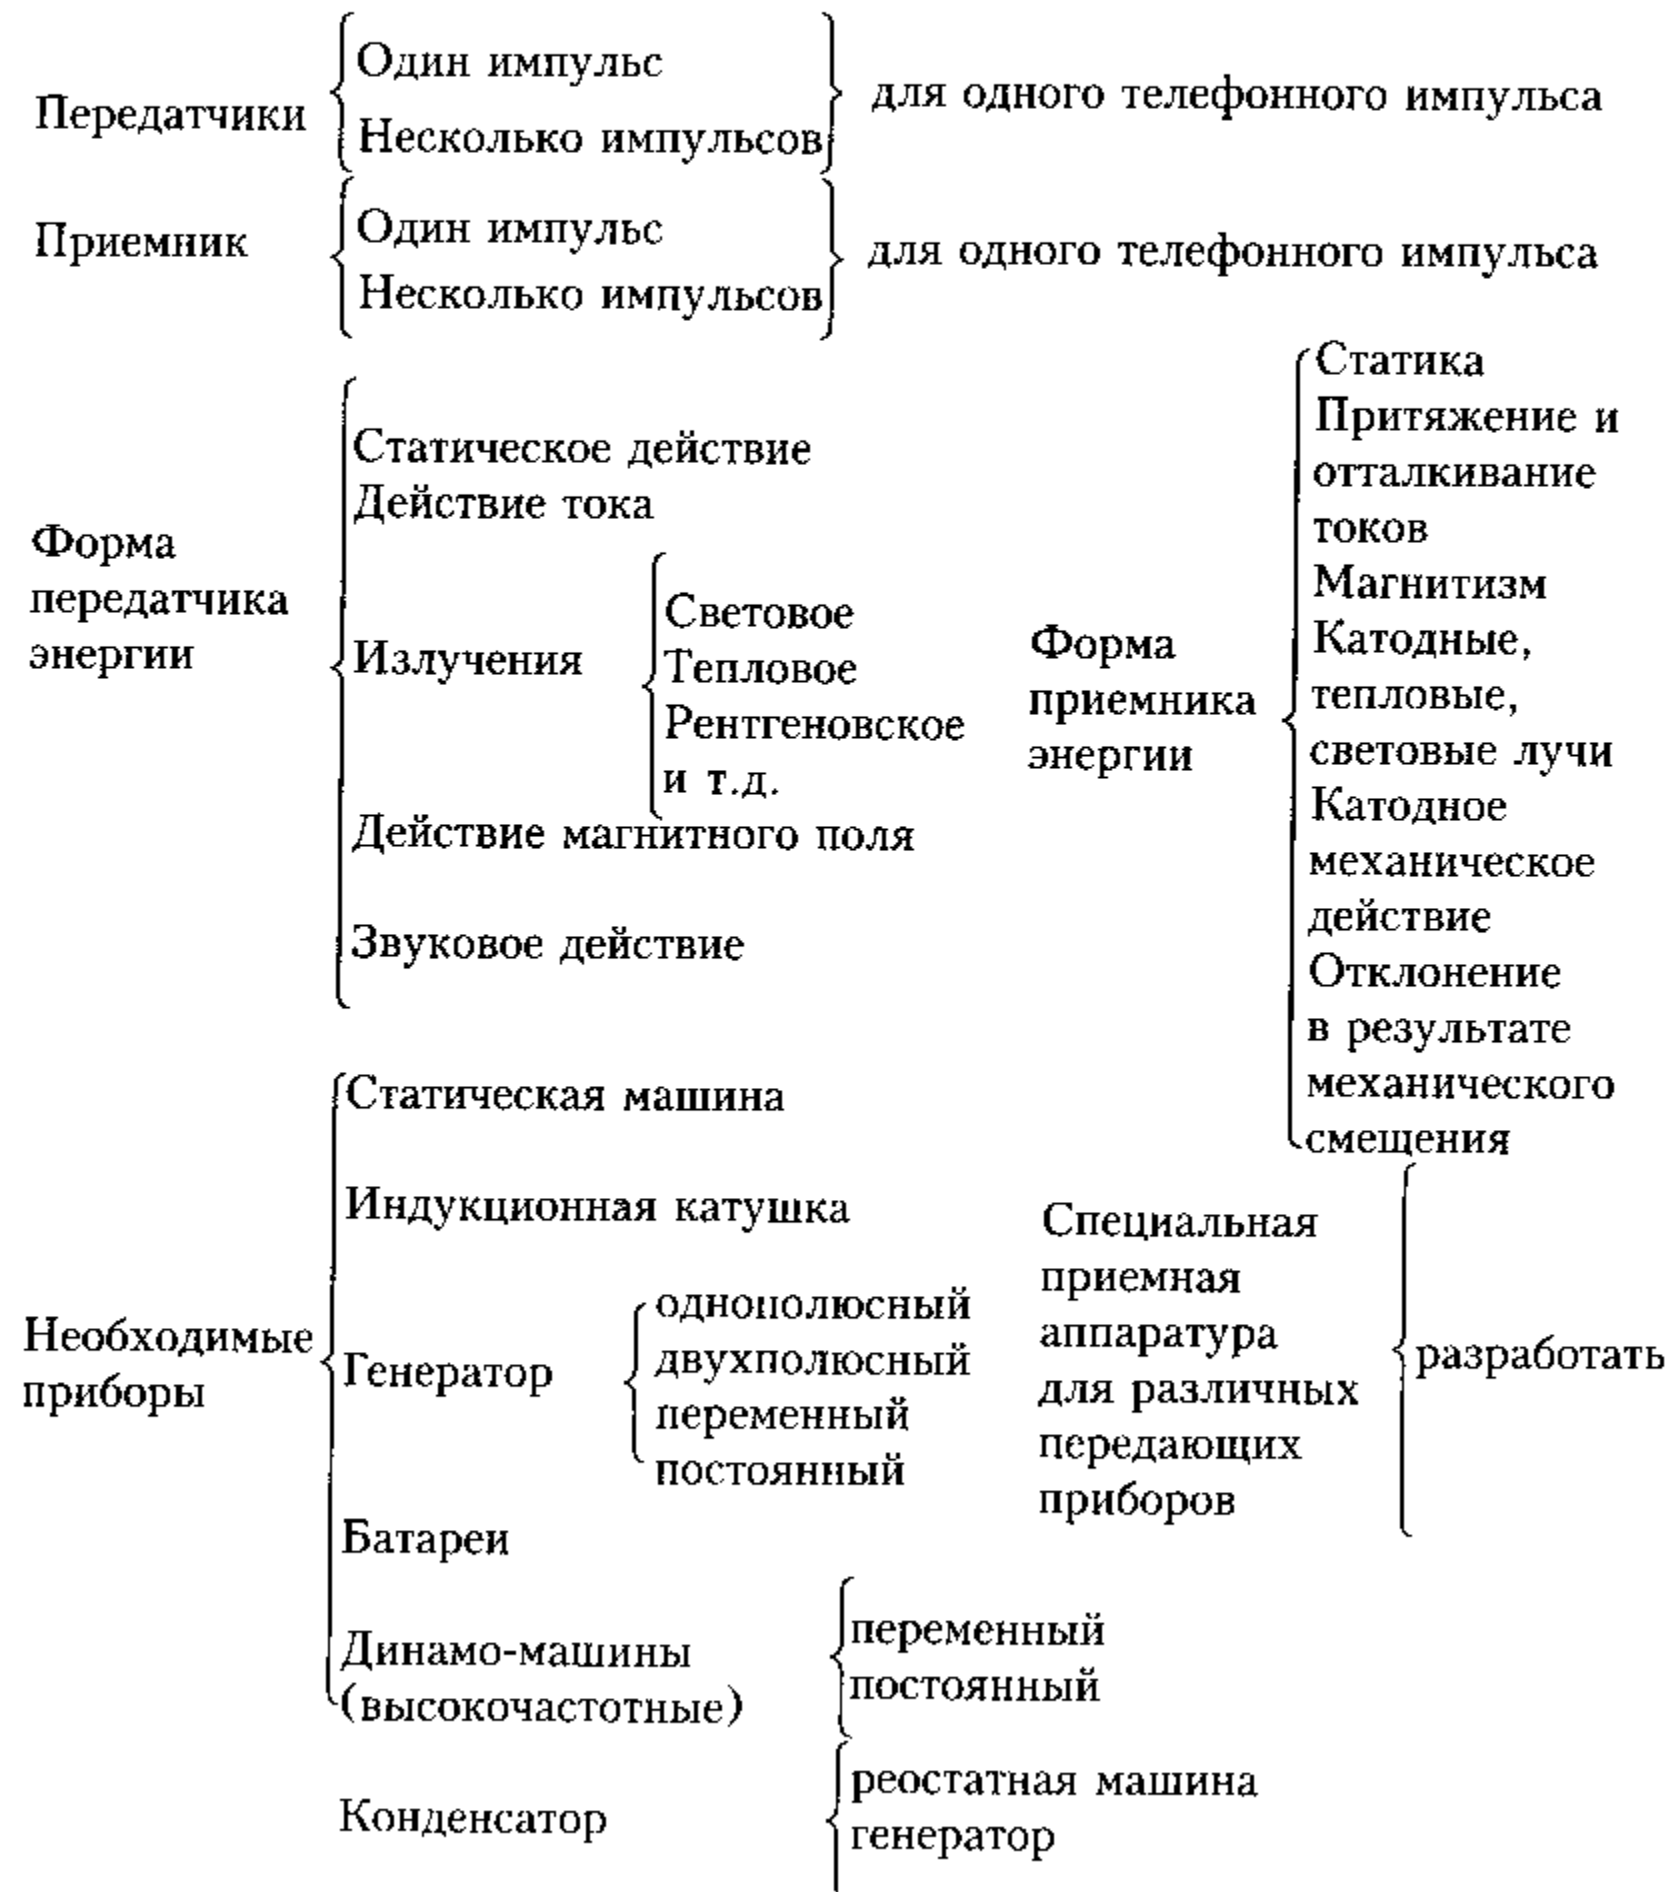 Один импульс
Передатчики
для одного телефонного импульса
Несколько импульсов
Один импульс
Приемник
для одного телефонного импульса
Несколько импульсов
Форма
передатчика
энергии
Статическое действие
Действие тока
Излучения
Световое
Тепловое
Рентгеновское
и т.д.
Действие магнитного поля
Звуковое действие
Форма
приемника
энергии
Статика
Притяжение и
отталкивание
токов
Магнитизм
Катодные,
тепловые,
световые лучи
Катодное
механическое
действие
Отклонение
в результате
механического
смещения
Необходимые
приборы
Статическая машина
Индукционная катушка
Генератор
однополюсный
двухполюсный
переменный
постоянный
Батареи
Динамо-машины
(высокочастотные)
переменный
постоянный
Конденсатор
реостатная машина
генератор
Специальная
приемная
аппаратура
для различных
передающих
приборов
разработать